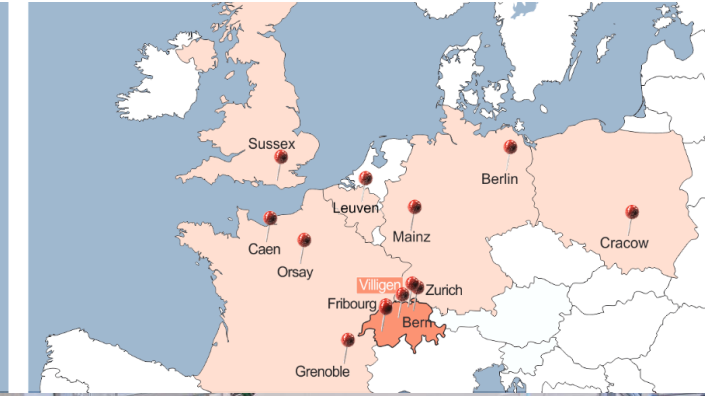 Sussex
Berlin
Leuven
Mainz
Cracow
Caen
Orsay
Villigen
Zurich
Fribourg
Bern
Grenoble